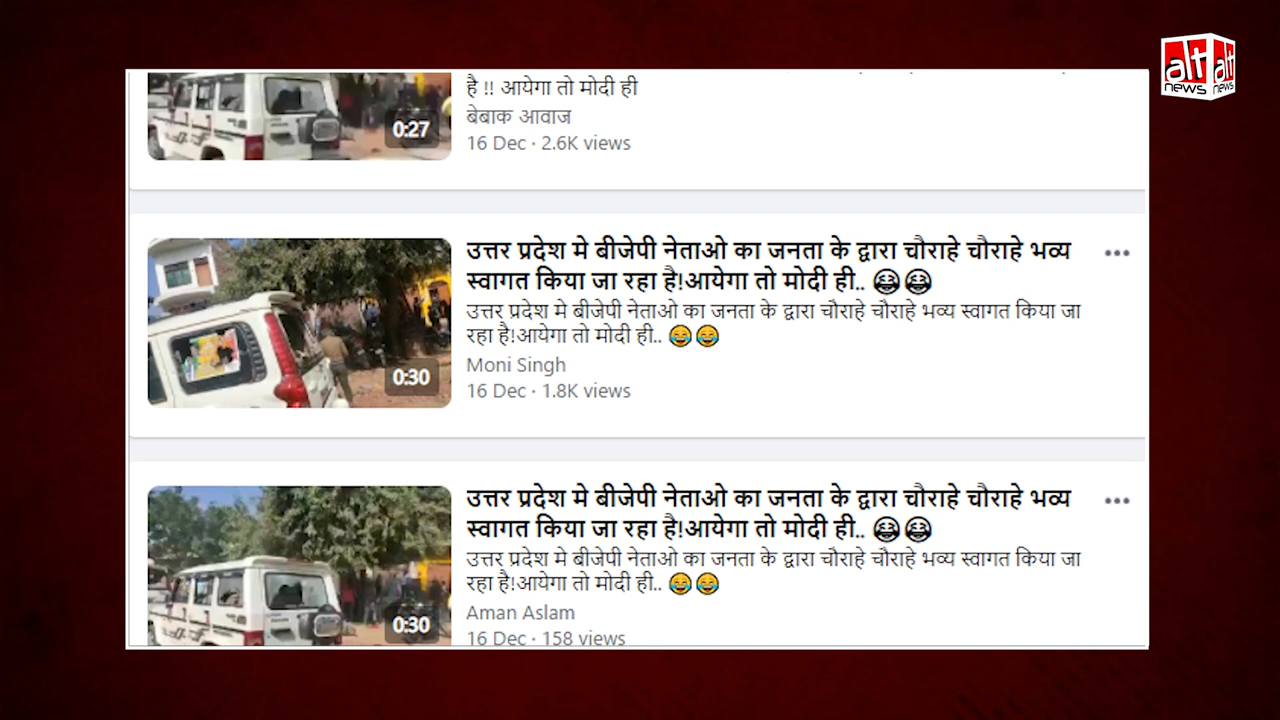 alt alt
news news
है !! आयेगा तो मोदी ही
बेबाक आवाज
16 Dec · 2.6K views
0:27
उत्तर प्रदेश मे बीजेपी नेताओ का जनता के द्वारा चौराहे चौराहे भव्य
स्वागत किया जा रहा है!आयेगा तो मोदी ही.. 😂😂
उत्तर प्रदेश मे बीजेपी नेताओ का जनता के द्वारा चौराहे चौराहे भव्य स्वागत किया जा
रहा है!आयेगा तो मोदी ही.. 😂😂
Moni Singh
16 Dec · 1.8K views
0:30
उत्तर प्रदेश मे बीजेपी नेताओ का जनता के द्वारा चौराहे चौराहे भव्य
स्वागत किया जा रहा है!आयेगा तो मोदी ही.. 😂😂
उत्तर प्रदेश मे बीजेपी नेताओ का जनता के द्वारा चौराहे चौराहे भव्य स्वागत किया जा
रहा है!आयेगा तो मोदी ही.. 😂😂
Aman Aslam
16 Dec · 158 views
0:30